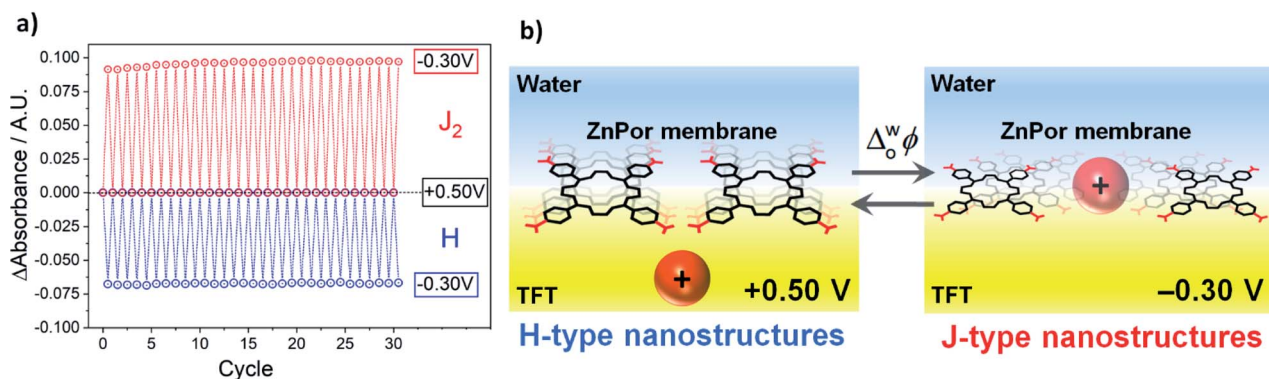 a)
ΔAbsorbance / A.U.
0.100
0.075
0.050
0.025
0.000
-0.025
-0.050
-0.075
-0.100
0 5 10 15 20 25 30
Cycle
-0.30V
J₂
+0.50V
H
-0.30V
b)
Water
ZnPor membrane
+
TFT
+0.50 V
H-type nanostructures
Δₒʷϕ
Water
ZnPor membrane
+
TFT
–0.30 V
J-type nanostructures